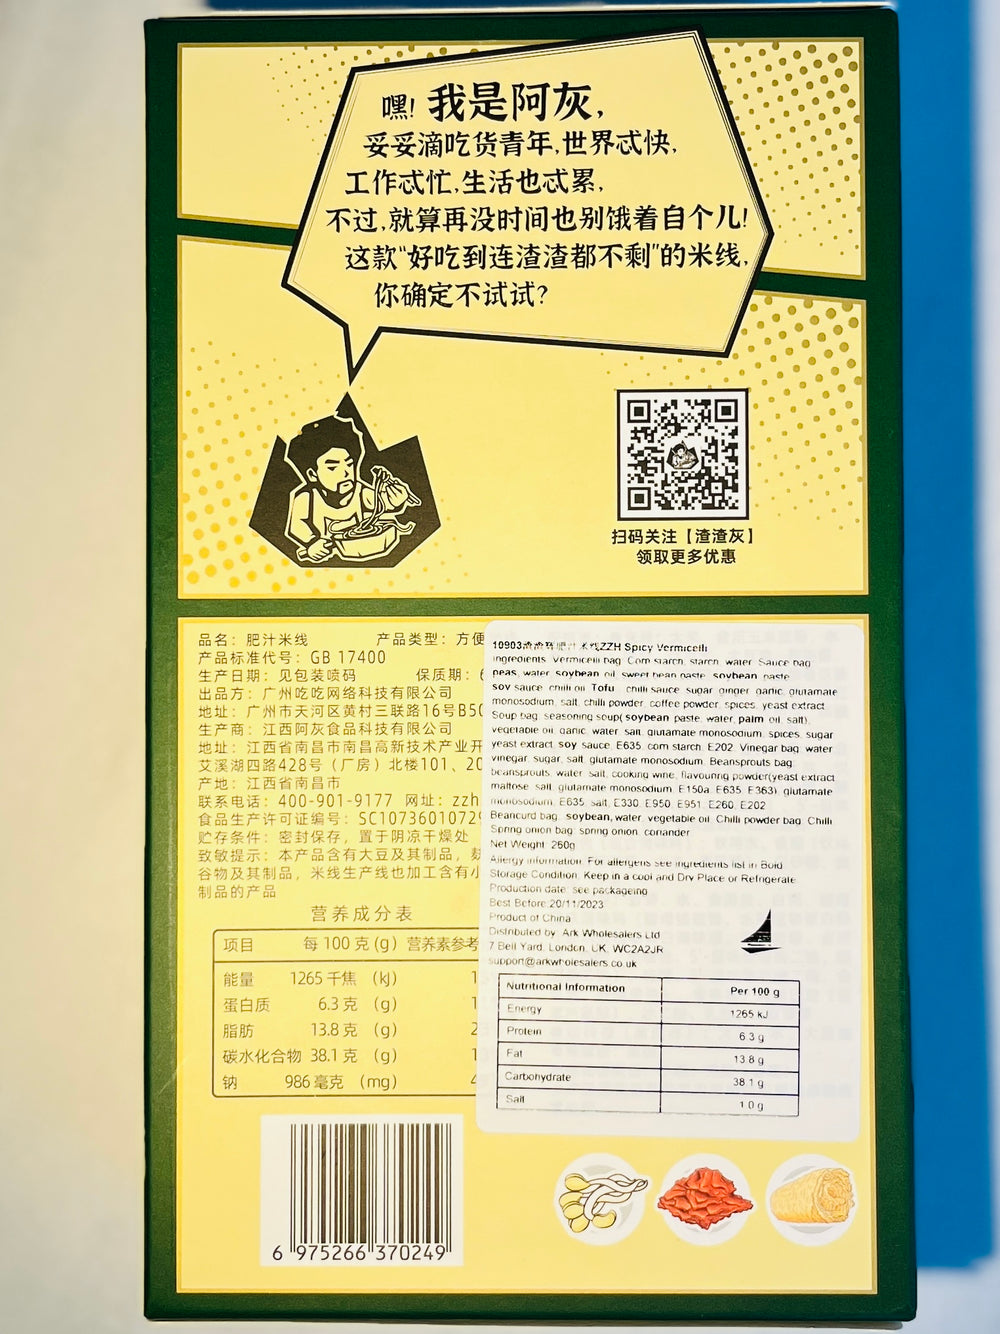 嘿! 我是阿灰,
妥妥滴吃货青年,世界忒快,
工作忒忙,生活也忒累,
不过,就算再没时间也别饿着自个儿!
这款“好吃到连渣渣都不剩”的米线,
你确定不试试?
扫码关注【渣渣灰】
领取更多优惠
品名：肥汁米线 产品类型：方便
产品标准代号：GB 17400
生产日期：见包装喷码 保质期：
出品方：广州吃吃网络科技有限公司
地址：广州市天河区黄村三联路16号B50
生产商：江西阿灰食品科技有限公司
地址：江西省南昌市南昌高新技术产业开
艾溪湖四路428号（厂房）北楼101、20
产地：江西省南昌市
联系电话：400-901-9177 网址：zzh
食品生产许可证编号：SC1073601072
贮存条件：密封保存，置于阴凉干燥处
致敏提示：本产品含有大豆及其制品，麸
谷物及其制品，米线生产线也加工含有小
制品的产品
营养成分表
项目 每100克(g) 营养素参考
能量 1265千焦 (kj) 1
蛋白质 6.3克 (g) 1
脂肪 13.8克 (g) 2
碳水化合物 38.1克 (g) 1
钠 986毫克 (mg) 4
6 975266 370249
10903 肥汁米线ZZH Spicy Vermicelli
Ingredients: Vermicelli bag: Corn starch, starch, water. Sauce bag:
peas, water, soybean oil, sweet bean paste, soybean paste,
soy sauce, chilli oil. Tofu: chilli sauce, sugar, ginger, garlic, glutamate
monosodium, salt, chilli powder, coffee powder, spices, yeast extract.
Soup bag: seasoning soup(soybean paste, water, palm oil, salt),
vegetable oil, garlic, water, salt, glutamate monosodium, spices, sugar,
yeast extract, soy sauce, E635, corn starch, E202. Vinegar bag: water,
vinegar, sugar, salt, glutamate monosodium. Beansprouts bag:
beansprouts, water, salt, cooking wine, flavouring powder(yeast extract,
maltose, salt, glutamate monosodium, E150a, E635, E363), glutamate
monosodium, E635, salt, E330, E950, E951, E260, E202.
Beancurd bag: soybean, water, vegetable oil. Chilli powder bag: Chilli.
Spring onion bag: spring onion, coriander.
Net Weight: 260g
Allergy information: For allergens see ingredients list in Bold
Storage Condition: Keep in a cool and Dry Place or Refrigerate
Production date: see packageing
Best Before:20/11/2023
Product of China
Distributed by: Ark Wholesalers Ltd
7 Bell Yard, London, UK, WC2A2JR
support@arkwholesalers.co.uk
Nutritional Information Per 100 g
Energy 1265 kJ
Protein 6.3 g
Fat 13.8 g
Carbohydrate 38.1 g
Salt 1.0 g